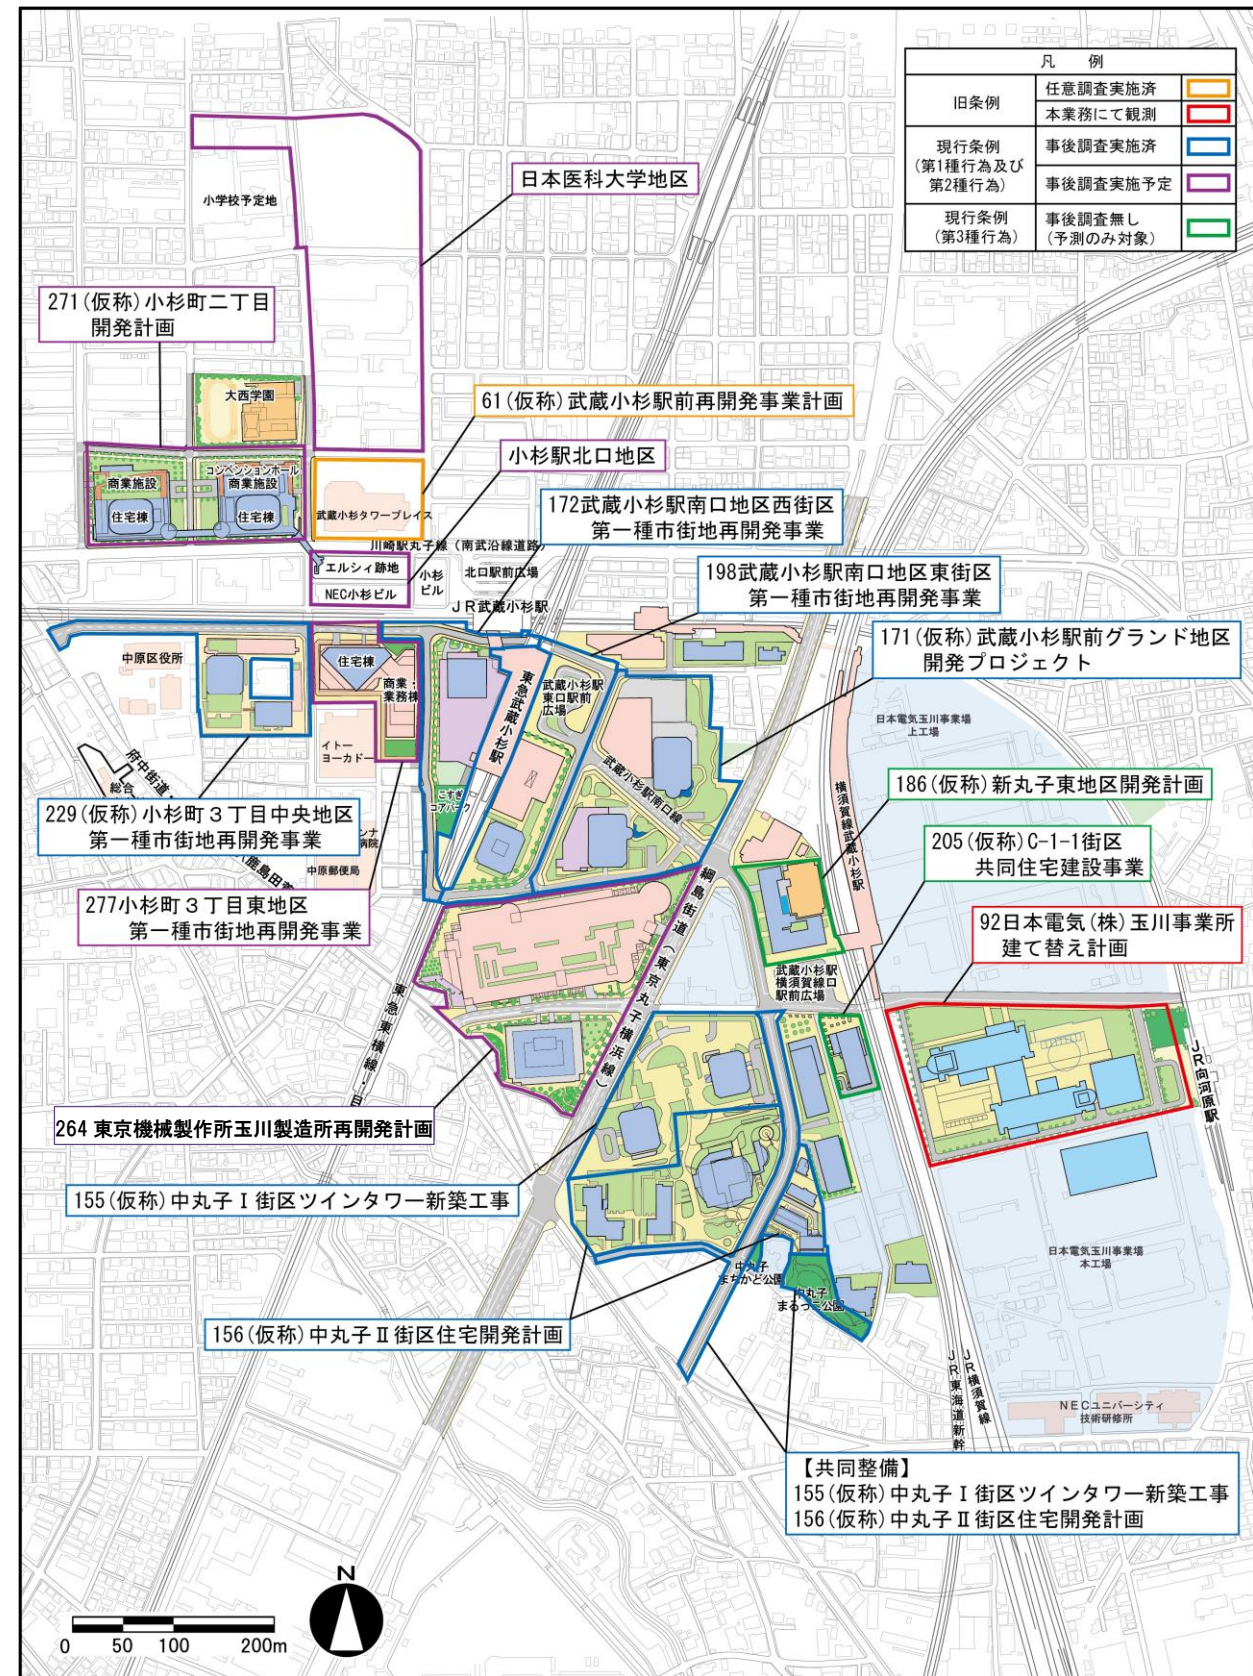 凡 例
旧条例
任意調査実施済
本業務にて観測
現行条例
(第1種行為及び
第2種行為)
事後調査実施済
事後調査実施予定
現行条例
(第3種行為)
事後調査無し
(予測のみ対象)
小学校予定地
日本医科大学地区
271(仮称)小杉町二丁目
開発計画
大西学園
61(仮称)武蔵小杉駅前再開発事業計画
小杉駅北口地区
コンベンションホール
商業施設
商業施設
住宅棟
住宅棟
武蔵小杉タワープレイス
172武蔵小杉駅南口地区西街区
第一種市街地再開発事業
川崎駅丸子線(南武沿線道路)
エルシィ跡地
NEC小杉ビル
小杉
ビル
北口駅前広場
JR武蔵小杉駅
198武蔵小杉駅南口地区東街区
第一種市街地再開発事業
171(仮称)武蔵小杉駅前グランド地区
開発プロジェクト
中原区役所
住宅棟
商業・
業務棟
東急武蔵小杉駅
武蔵小杉駅
東口駅前
広場
武蔵小杉駅南口線
日本電気玉川事業場
上工場
横須賀線武蔵小杉駅
イトー
ヨーカドー
こすぎ
コアパーク
府中街道
総合
229(仮称)小杉町3丁目中央地区
第一種市街地再開発事業
186(仮称)新丸子東地区開発計画
205(仮称)C-1-1街区
共同住宅建設事業
中原郵便局
277小杉町3丁目東地区
第一種市街地再開発事業
綱島街道(東京丸子横浜線)
92日本電気(株)玉川事業所
建て替え計画
武蔵小杉駅
横須賀線口
駅前広場
東急東横線・目
JR向河原駅
264 東京機械製作所玉川製造所再開発計画
155(仮称)中丸子Ⅰ街区ツインタワー新築工事
中丸子
まちかど公園
中丸子
まるっこ公園
日本電気玉川事業場
本工場
156(仮称)中丸子Ⅱ街区住宅開発計画
JR横須賀線
JR東海道新幹
NECユニバーシティ
技術研修所
【共同整備】
155(仮称)中丸子Ⅰ街区ツインタワー新築工事
156(仮称)中丸子Ⅱ街区住宅開発計画
N
0 50 100 200m